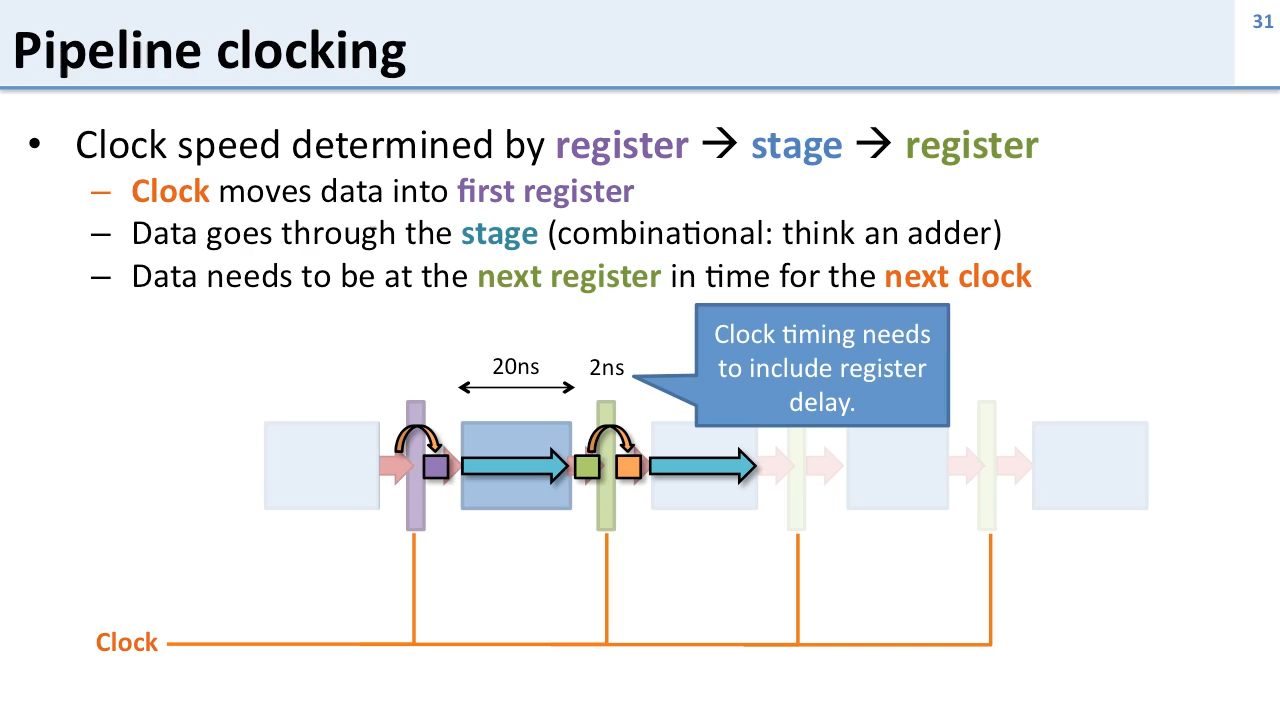 31
Pipeline clocking
• Clock speed determined by register → stage → register
– Clock moves data into first register
– Data goes through the stage (combinational: think an adder)
– Data needs to be at the next register in time for the next clock
Clock timing needs
to include register
delay.
20ns
2ns
Clock